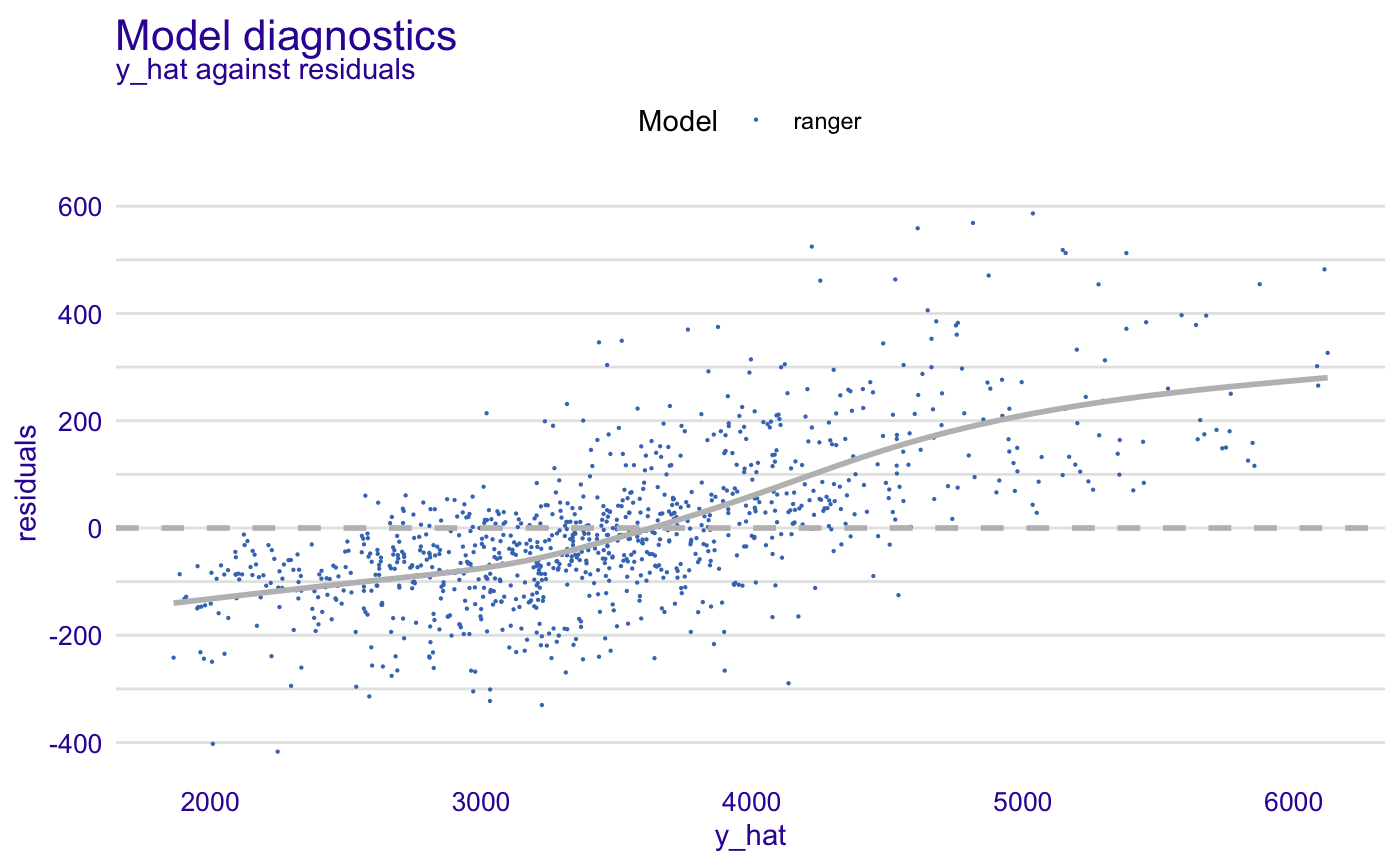 Model diagnostics
y_hat against residuals
Model ranger
600
400
200
0
-200
-400
residuals
2000 3000 4000 5000 6000
y_hat